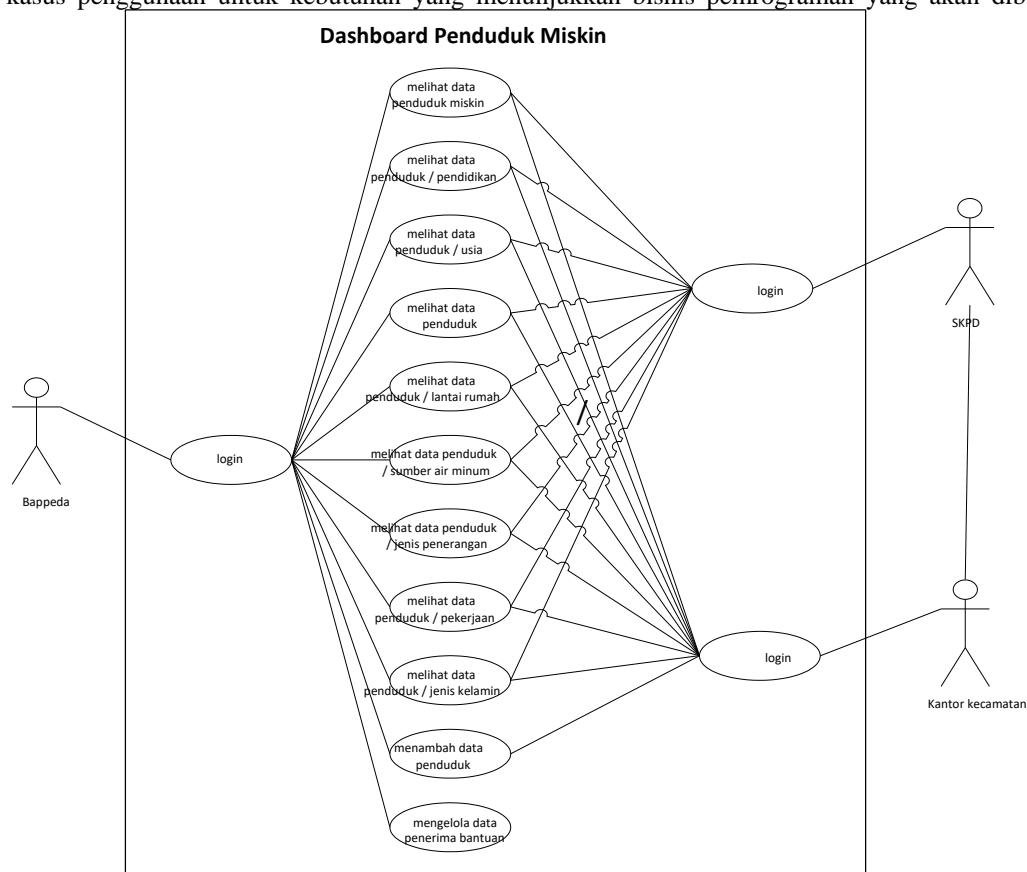 kasus penggunaan untuk kebutuhan yang menunjukkan bisnis pemrograman yang akan dib
Dashboard Penduduk Miskin
melihat data
penduduk miskin
melihat data
penduduk / pendidikan
melihat data
penduduk / usia
melihat data
penduduk
melihat data
penduduk / lantai rumah
melihat data penduduk
/ sumber air minum
melihat data penduduk
/ jenis penerangan
melihat data
penduduk / pekerjaan
melihat data
penduduk / jenis kelamin
menambah data
penduduk
mengelola data
penerima bantuan
login
Bappeda
login
SKPD
login
Kantor kecamatan
/